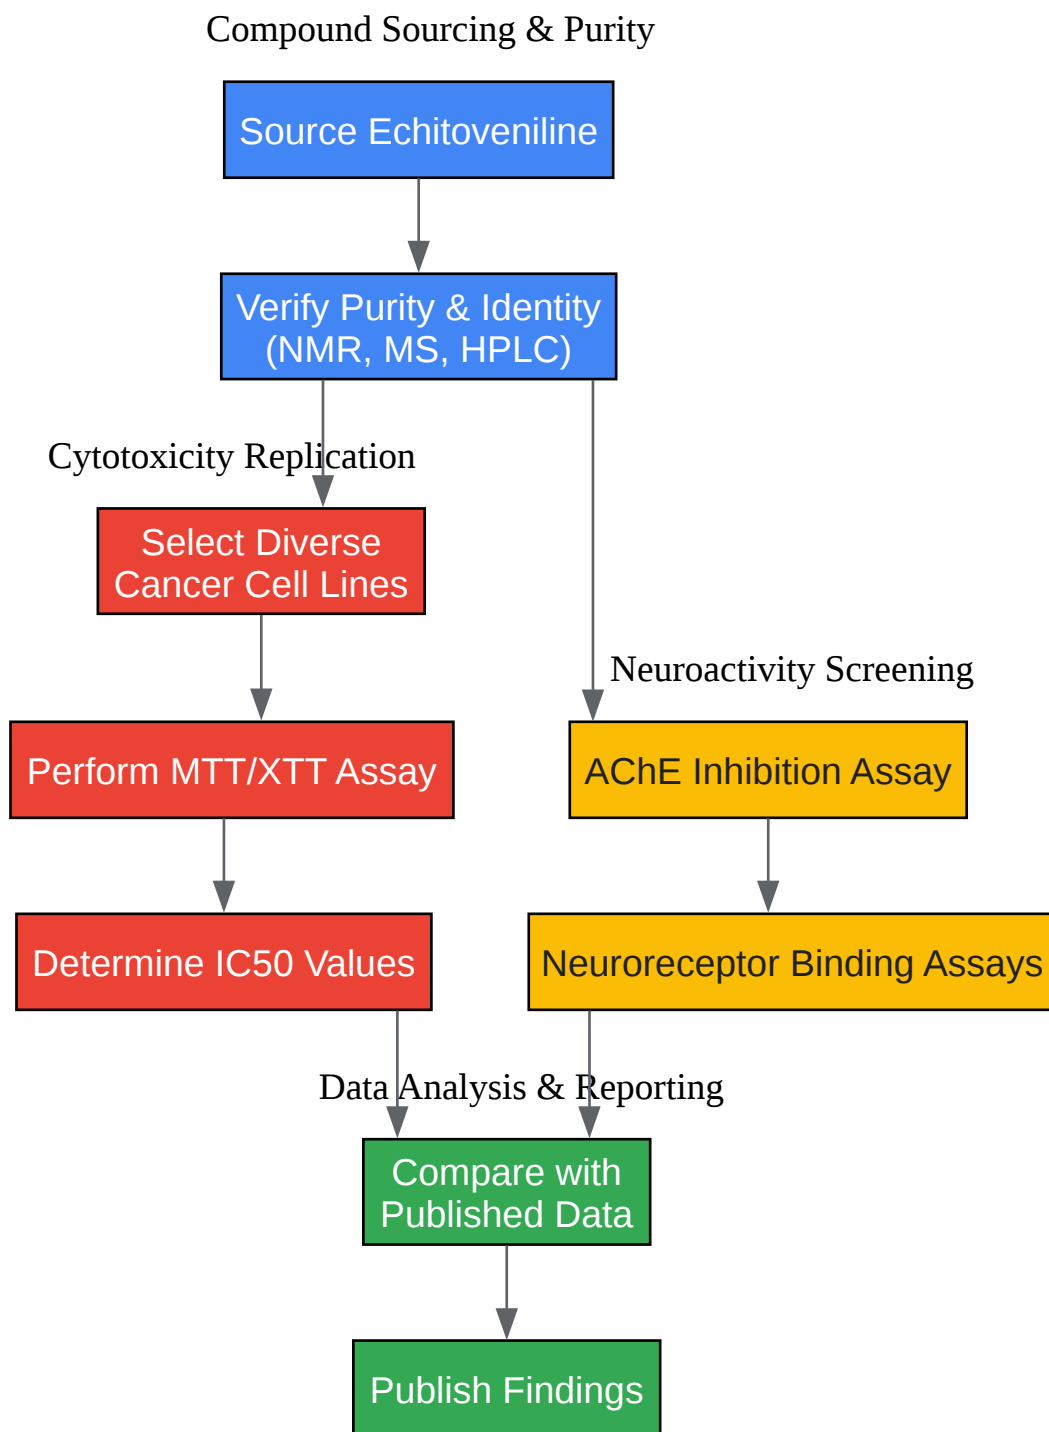 Compound Sourcing & Purity
Source Echitoveniline
Verify Purity & Identity
(NMR, MS, HPLC)
Cytotoxicity Replication
Select Diverse
Cancer Cell Lines
Neuroactivity Screening
Perform MTT/XTT Assay
AChE Inhibition Assay
Determine IC50 Values
Neuroreceptor Binding Assays
Data Analysis & Reporting
Compare with
Published Data
Publish Findings